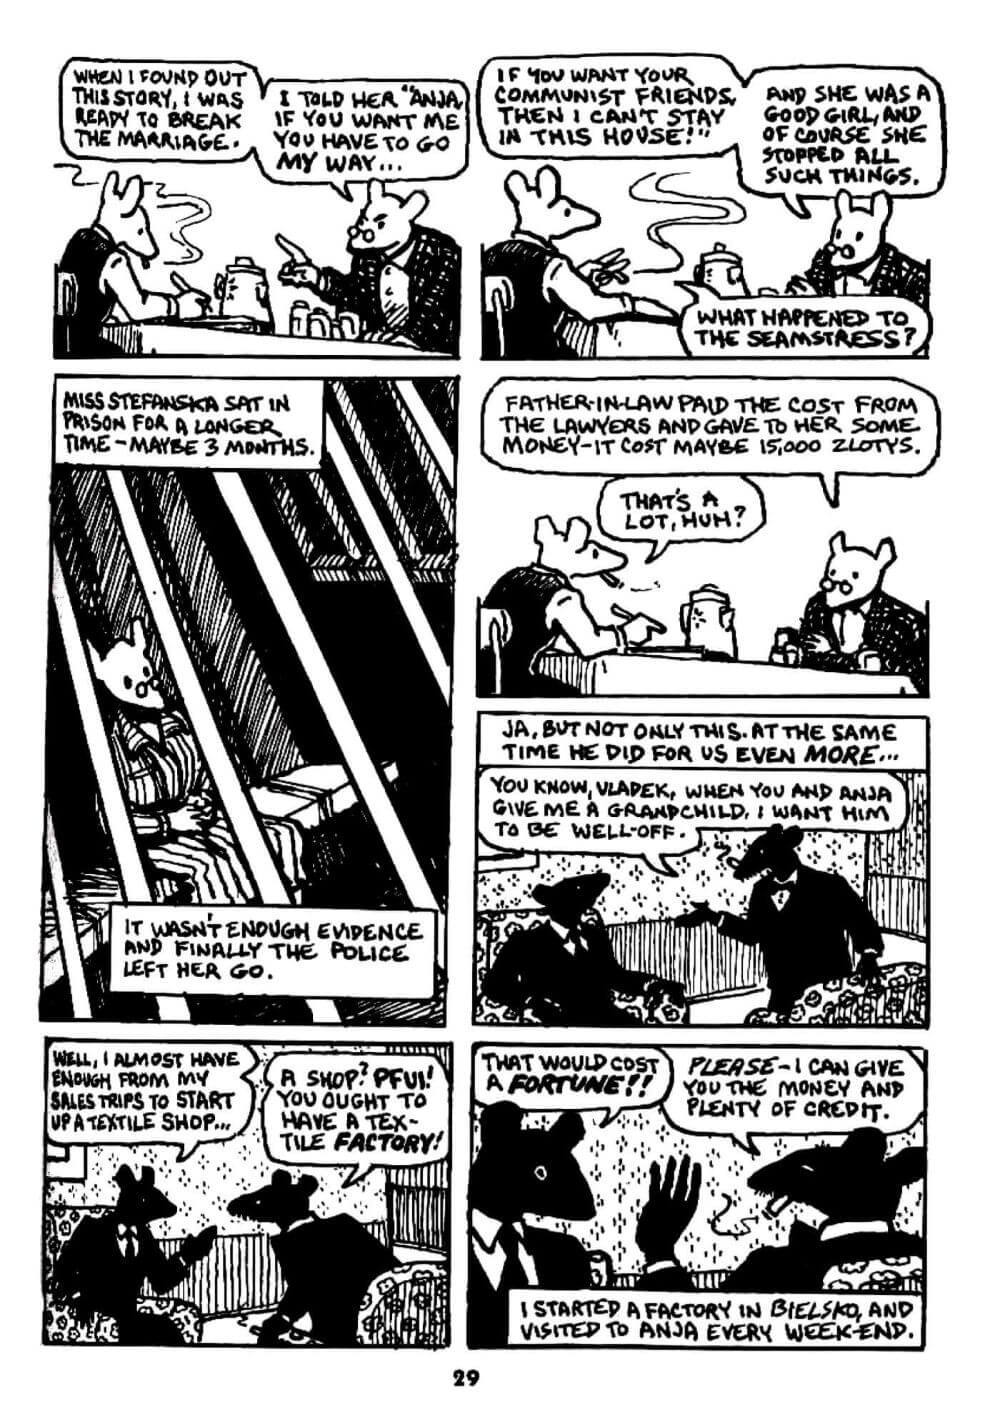 WHEN I FOUND OUT
THIS STORY, I WAS
READY TO BREAK
THE MARRIAGE.
I TOLD HER "ANJA,
IF YOU WANT ME
YOU HAVE TO GO
MY WAY...
IF YOU WANT YOUR
COMMUNIST FRIENDS,
THEN I CAN'T STAY
IN THIS HOUSE!"
AND SHE WAS A
GOOD GIRL, AND
OF COURSE SHE
STOPPED ALL
SUCH THINGS.
WHAT HAPPENED TO
THE SEAMSTRESS?
MISS STEFANSKA SAT IN
PRISON FOR A LONGER
TIME - MAYBE 3 MONTHS.
IT WASN'T ENOUGH EVIDENCE
AND FINALLY THE POLICE
LEFT HER GO.
FATHER-IN-LAW PAID THE COST FROM
THE LAWYERS AND GAVE TO HER SOME
MONEY-IT COST MAYBE 15,000 ZLOTYS.
THAT'S A
LOT, HUH?
JA, BUT NOT ONLY THIS. AT THE SAME
TIME HE DID FOR US EVEN MORE...
YOU KNOW, VLADEK, WHEN YOU AND ANJA
GIVE ME A GRANDCHILD, I WANT HIM
TO BE WELL-OFF.
WELL, I ALMOST HAVE
ENOUGH FROM MY
SALES TRIPS TO START
UP A TEXTILE SHOP...
A SHOP? PFUI!
YOU OUGHT TO
HAVE A TEX-
TILE FACTORY!
THAT WOULD COST
A FORTUNE!!
PLEASE - I CAN GIVE
YOU THE MONEY AND
PLENTY OF CREDIT.
I STARTED A FACTORY IN BIELSKO, AND
VISITED TO ANJA EVERY WEEK-END.
29